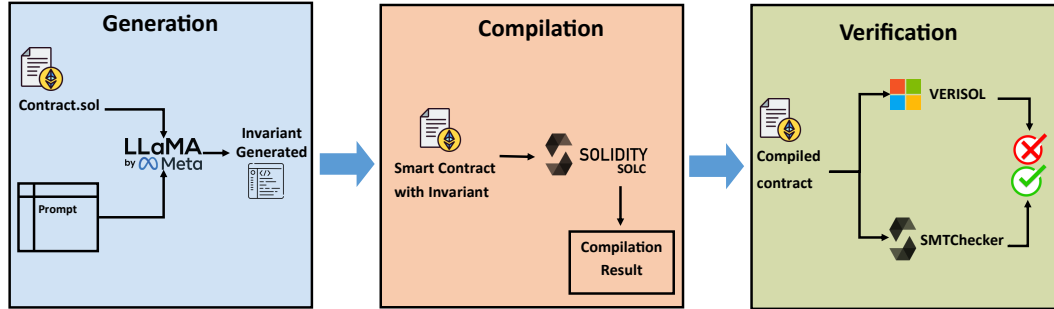 Generation
Contract.sol
LLaMA
by Meta
Invariant
Generated
Prompt
Compilation
Smart Contract
with Invariant
SOLIDITY
SOLC
Compilation
Result
Verification
Compiled
contract
VERISOL
SMTChecker